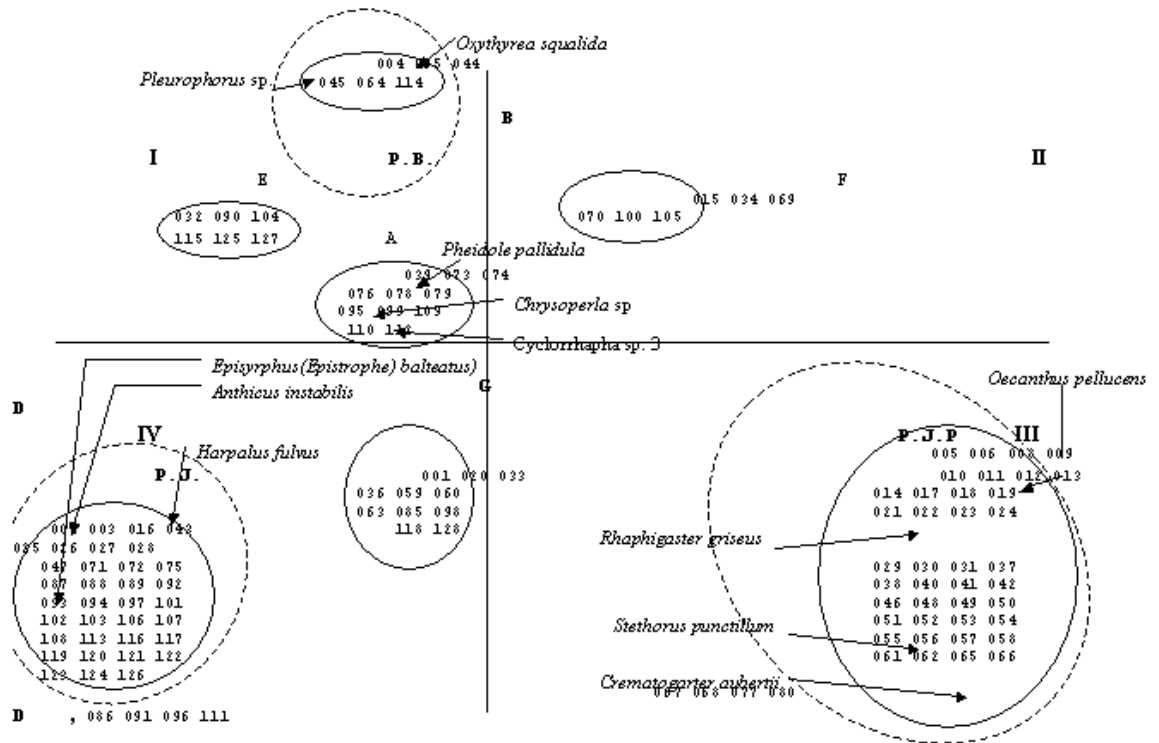 Oxythyrea squalida
004 044
Pleurophorus sp.
045 064 114
B
I
P.B.
II
E
F
015 034 069
032 090 104
070 100 105
115 125 127
A
Pheidole pallidula
039 073 074
076 078 079
Chrysoperla sp
095 099 109
110
Cyclorrhapha sp. 3
Episyrphus(Epistrophe) balteatus)
Oecanthus pellucens
Anthicus instabilis
G
D
IV
P.J.P
III
Harpalus fulvus
005 006 008 009
P.J.
001 020 033
010 011 012 013
036 059 060
014 017 018 019
063 085 098
021 022 023 024
003 016 043
118 128
026 027 028
Rhaphigaster griseus
047 071 072 075
029 030 031 037
087 088 089 092
038 040 041 042
093 094 097 101
046 048 049 050
102 103 106 107
051 052 053 054
Stethorus punctillum
108 113 116 117
055 056 057 058
119 120 121 122
061 062 065 066
123 124 126
Crematogarter aubertii
067 068 077 080
D , 086 091 096 111